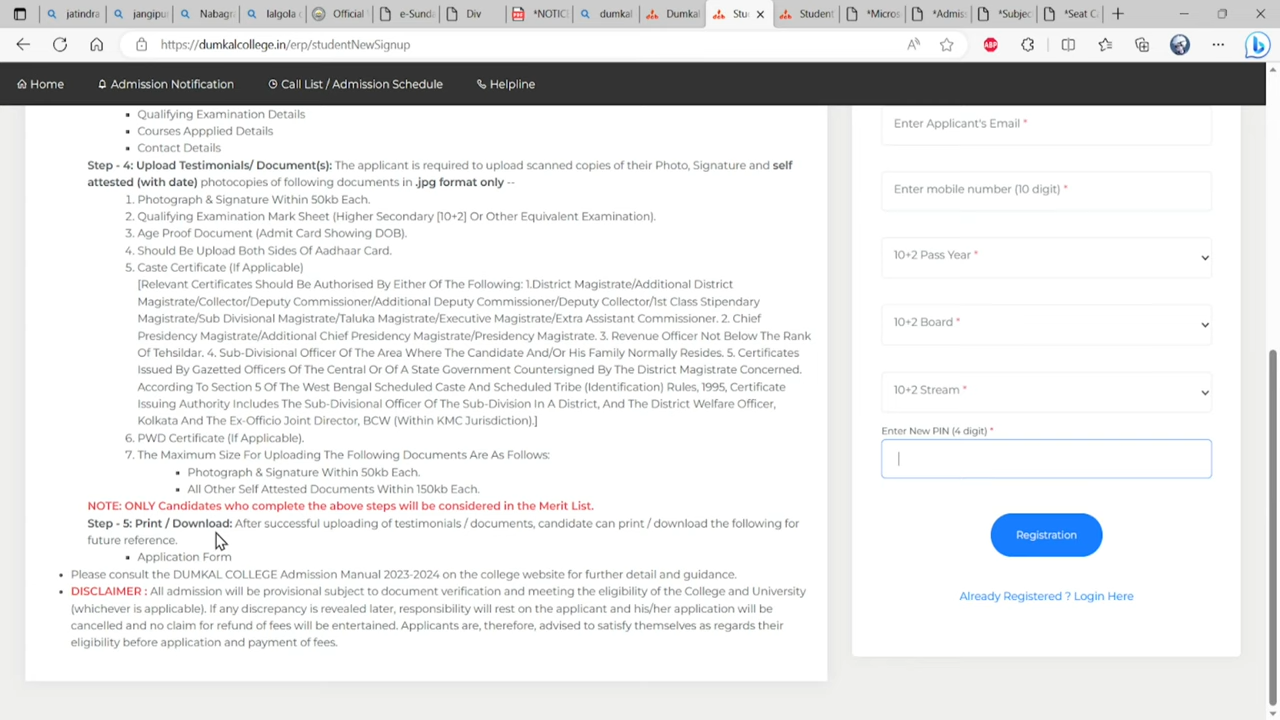 jatindra
jangipu
Nabagra
lalgola c
Official
e-Sunda
Div
*NOTIC
dumkal
Dumkal
Stud
Student
*Micros
*Admis
*Subjec
*Seat C
https://dumkalcollege.in/erp/studentNewSignup
ABP
Home
Admission Notification
Call List / Admission Schedule
Helpline
Qualifying Examination Details
Courses Appplied Details
Contact Details
Step - 4: Upload Testimonials/ Document(s): The applicant is required to upload scanned copies of their Photo, Signature and self
attested (with date) photocopies of following documents in .jpg format only --
1. Photograph & Signature Within 50kb Each.
2. Qualifying Examination Mark Sheet (Higher Secondary [10+2] Or Other Equivalent Examination).
3. Age Proof Document (Admit Card Showing DOB).
4. Should Be Upload Both Sides Of Aadhaar Card.
5. Caste Certificate (If Applicable)
[Relevant Certificates Should Be Authorised By Either Of The Following: 1.District Magistrate/Additional District
Magistrate/Collector/Deputy Commissioner/Additional Deputy Commissioner/Deputy Collector/1st Class Stipendary
Magistrate/Sub Divisional Magistrate/Taluka Magistrate/Executive Magistrate/Extra Assistant Commissioner. 2. Chief
Presidency Magistrate/Additional Chief Presidency Magistrate/Presidency Magistrate. 3. Revenue Officer Not Below The Rank
Of Tehsildar. 4. Sub-Divisional Officer Of The Area Where The Candidate And/Or His Family Normally Resides. 5. Certificates
Issued By Gazetted Officers Of The Central Or Of A State Government Countersigned By The District Magistrate Concerned.
According To Section 5 Of The West Bengal Scheduled Caste And Scheduled Tribe (Identification) Rules, 1995, Certificate
Issuing Authority Includes The Sub-Divisional Officer Of The Sub-Division In A District, And The District Welfare Officer,
Kolkata And The Ex-Officio Joint Director, BCW (Within KMC Jurisdiction).]
6. PWD Certificate (If Applicable).
7. The Maximum Size For Uploading The Following Documents Are As Follows:
Photograph & Signature Within 50kb Each.
All Other Self Attested Documents Within 150kb Each.
NOTE: ONLY Candidates who complete the above steps will be considered in the Merit List.
Step - 5: Print / Download: After successful uploading of testimonials / documents, candidate can print / download the following for
future reference.
Application Form
Please consult the DUMKAL COLLEGE Admission Manual 2023-2024 on the college website for further detail and guidance.
DISCLAIMER : All admission will be provisional subject to document verification and meeting the eligibility of the College and University
(whichever is applicable). If any discrepancy is revealed later, responsibility will rest on the applicant and his/her application will be
cancelled and no claim for refund of fees will be entertained. Applicants are, therefore, advised to satisfy themselves as regards their
eligibility before application and payment of fees.
Enter Applicant's Email *
Enter mobile number (10 digit) *
10+2 Pass Year *
10+2 Board *
10+2 Stream *
Enter New PIN (4 digit) *
Registration
Already Registered ? Login Here